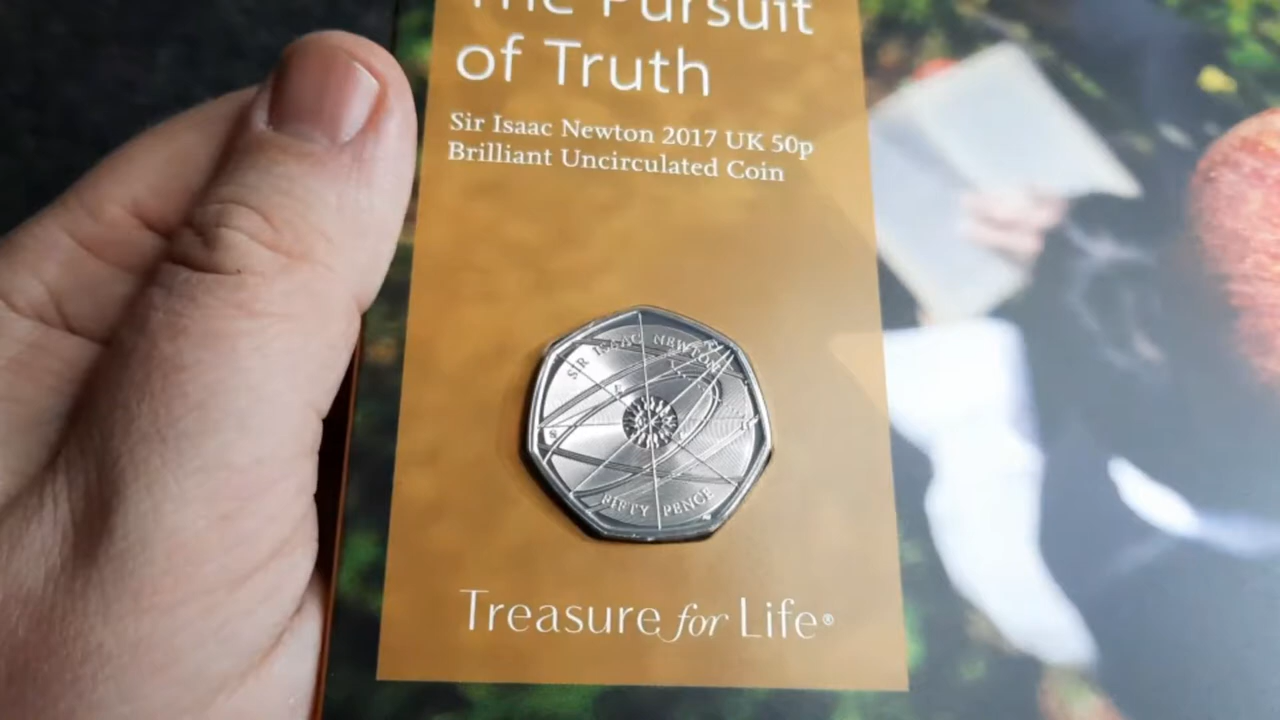 The Pursuit
of Truth
Sir Isaac Newton 2017 UK 50p
Brilliant Uncirculated Coin
SIR ISAAC NEWTON
FIFTY PENCE
Treasure for Life®